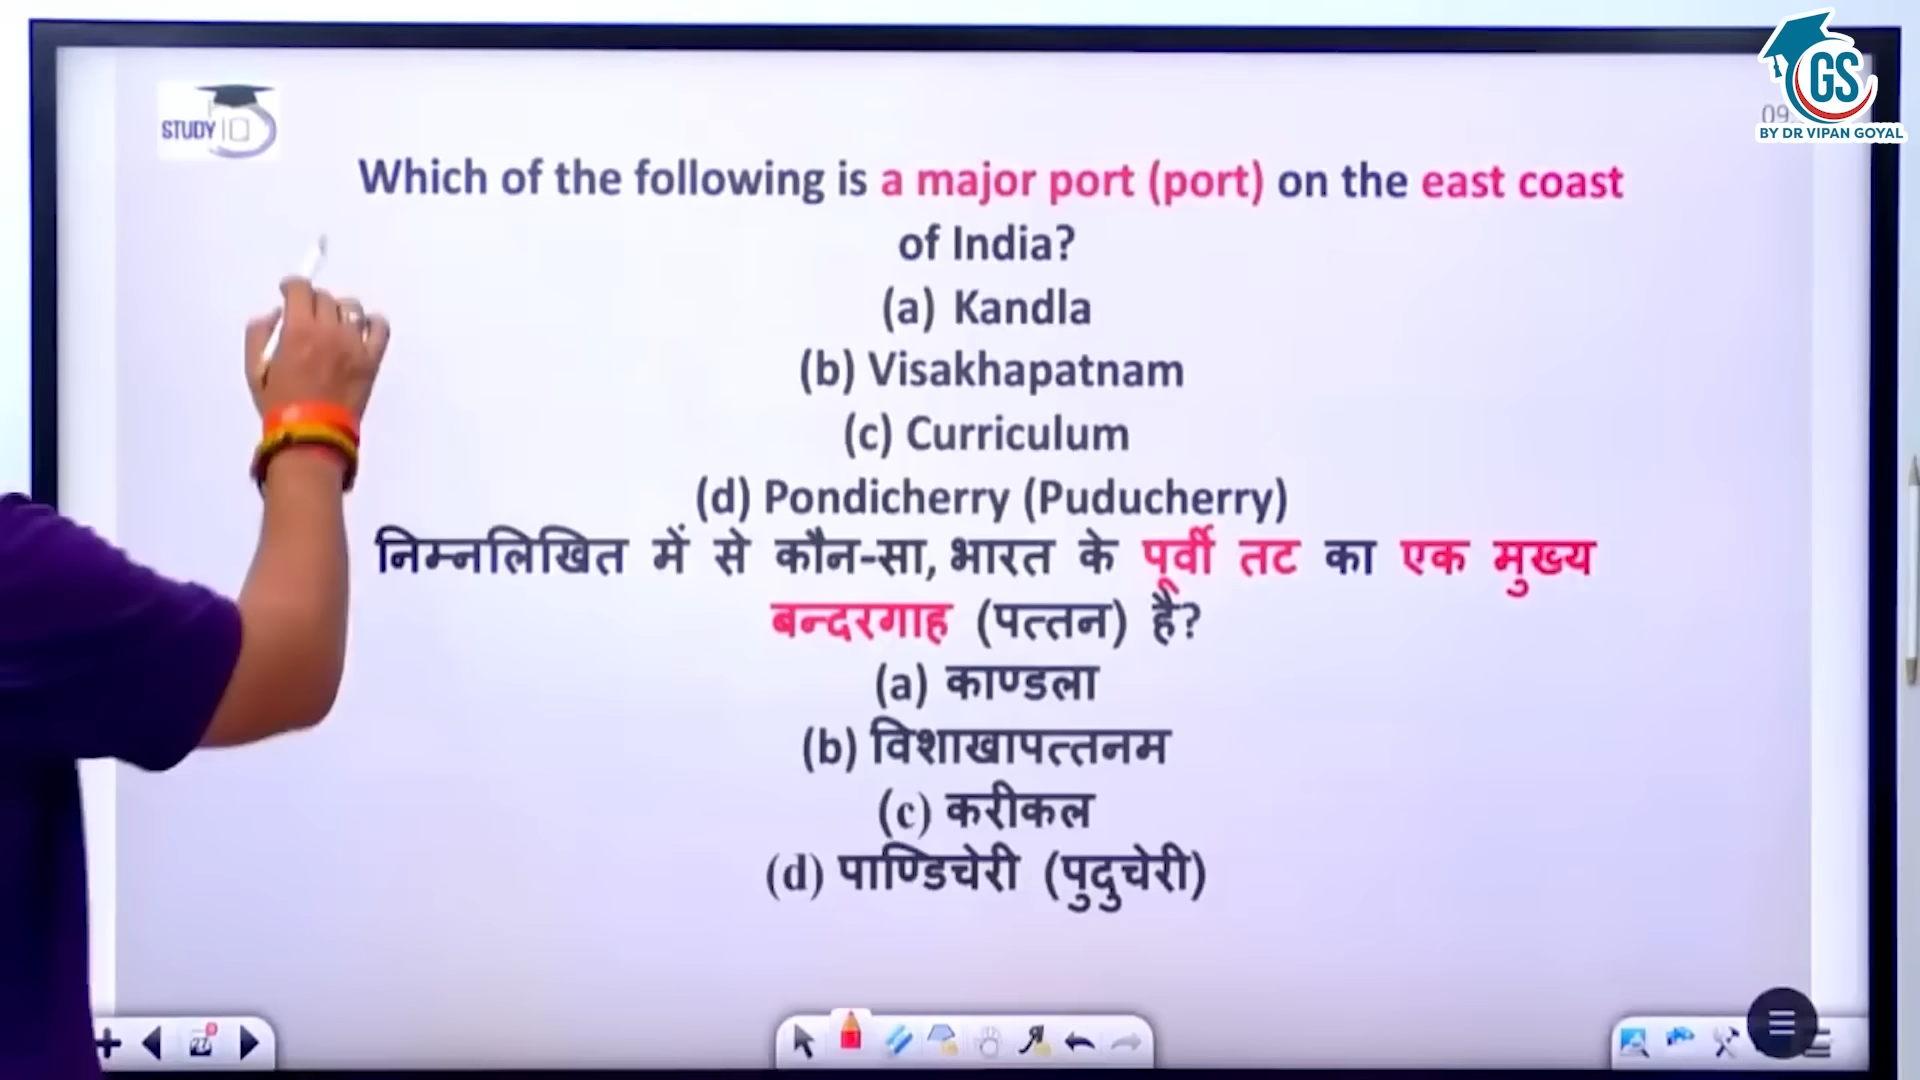 STUDY
GS
BY DR VIPAN GOYAL
09
Which of the following is a major port (port) on the east coast
of India?
(a) Kandla
(b) Visakhapatnam
(c) Curriculum
(d) Pondicherry (Puducherry)
निम्नलिखित में से कौन-सा, भारत के पूर्वी तट का एक मुख्य
बन्दरगाह (पत्तन) है?
(a) काण्डला
(b) विशाखापत्तनम
(c) करीकल
(d) पाण्डिचेरी (पुदुचेरी)